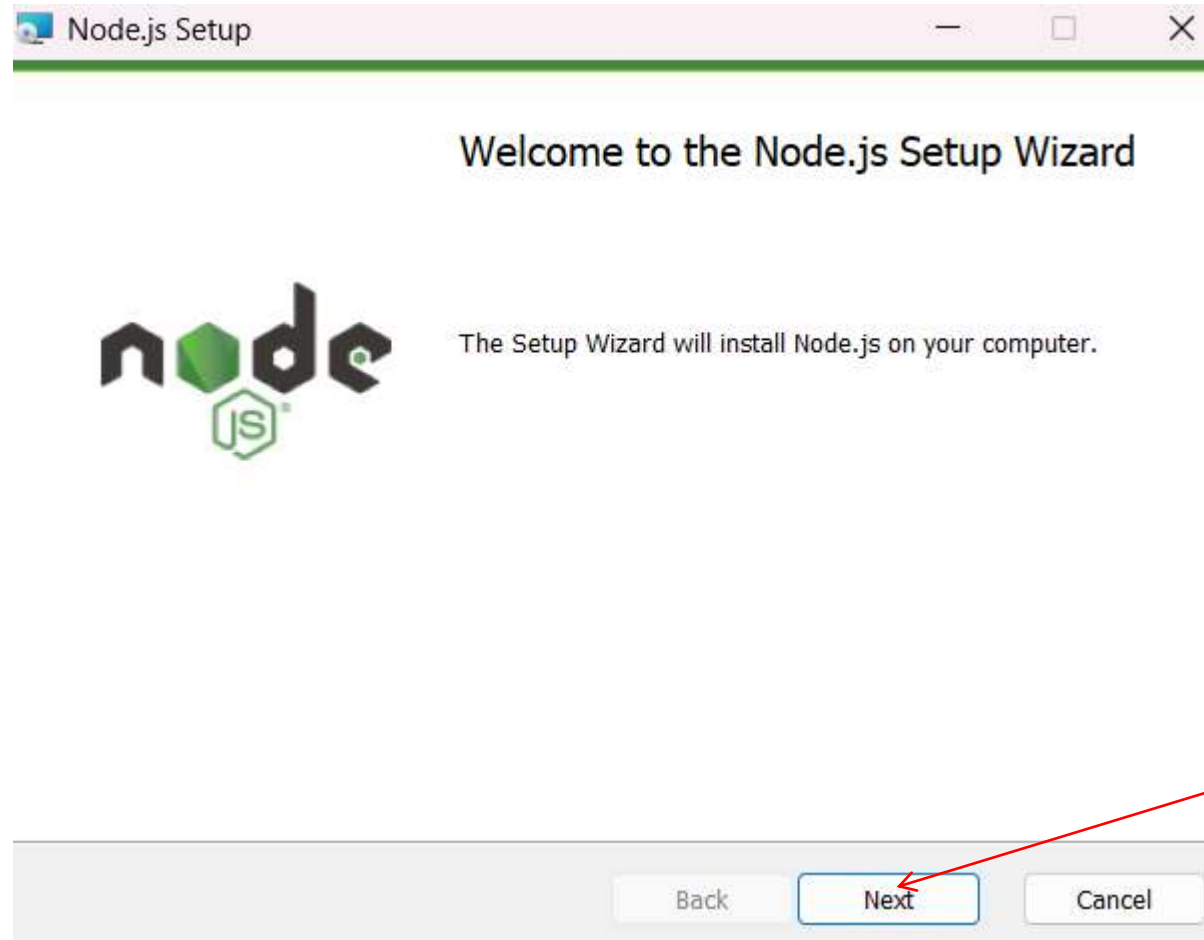 Node.js Setup
Welcome to the Node.js Setup Wizard
node
JS
The Setup Wizard will install Node.js on your computer.
Back
Next
Cancel